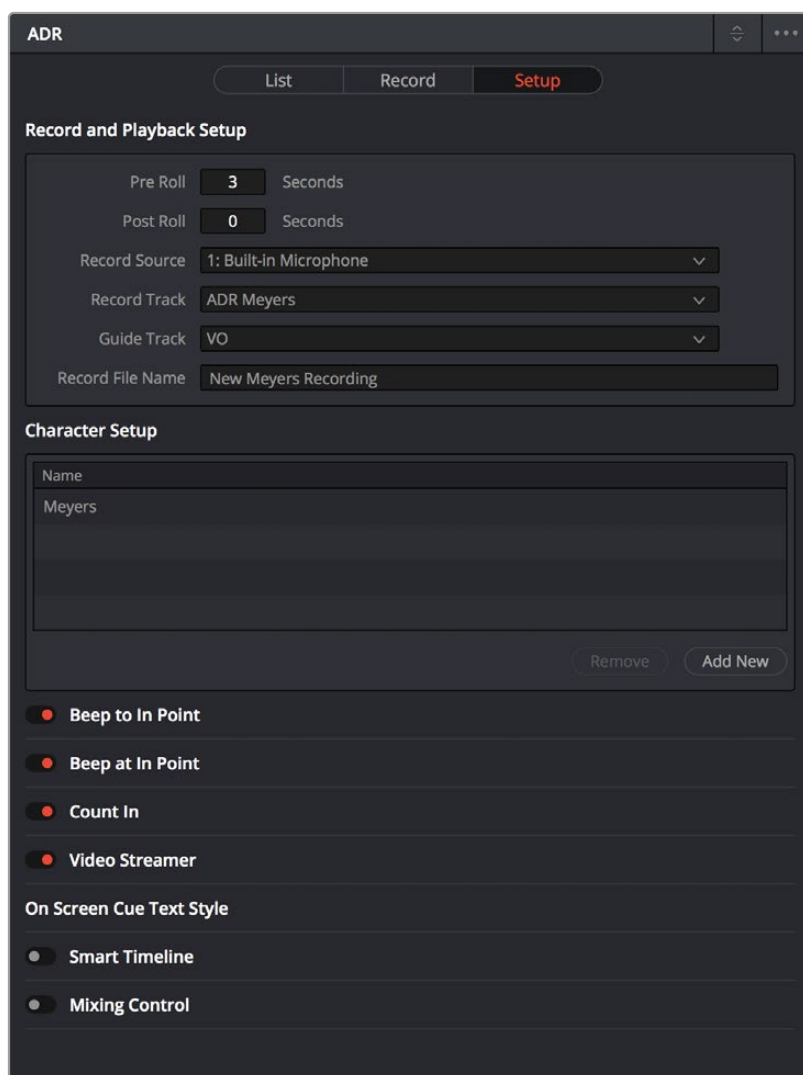 ADR
List Record Setup
Record and Playback Setup
Pre Roll 3 Seconds
Post Roll 0 Seconds
Record Source 1: Built-in Microphone
Record Track ADR Meyers
Guide Track VO
Record File Name New Meyers Recording
Character Setup
Name
Meyers
Remove Add New
Beep to In Point
Beep at In Point
Count In
Video Streamer
On Screen Cue Text Style
Smart Timeline
Mixing Control